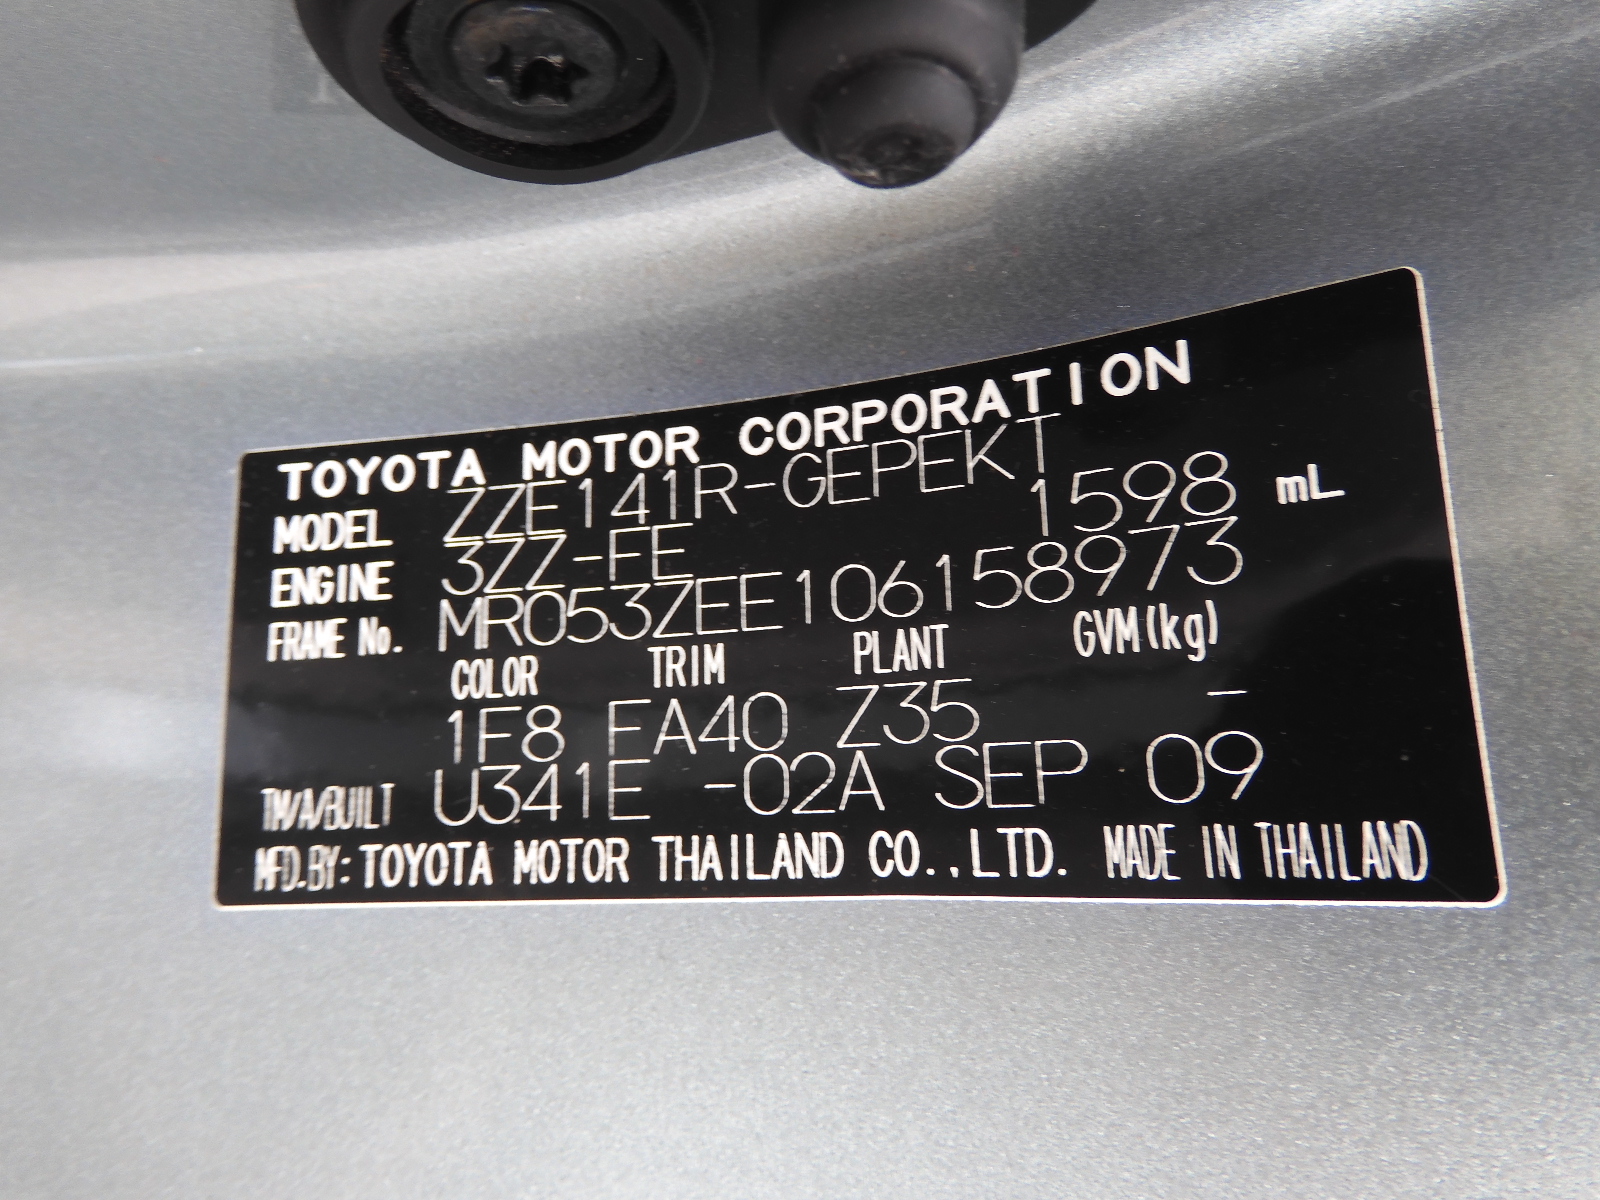 TOYOTA MOTOR CORPORATION
MODEL ZZE141R-GEPEKT
ENGINE 3ZZ-FE 1598 mL
FRAME No. MR053ZEE106158973
COLOR TRIM PLANT GVM(kg)
1F8 FA40 Z35 –
TM/A/BUILT U341E -02A SEP 09
MFD.BY: TOYOTA MOTOR THAILAND CO.,LTD. MADE IN THAILAND